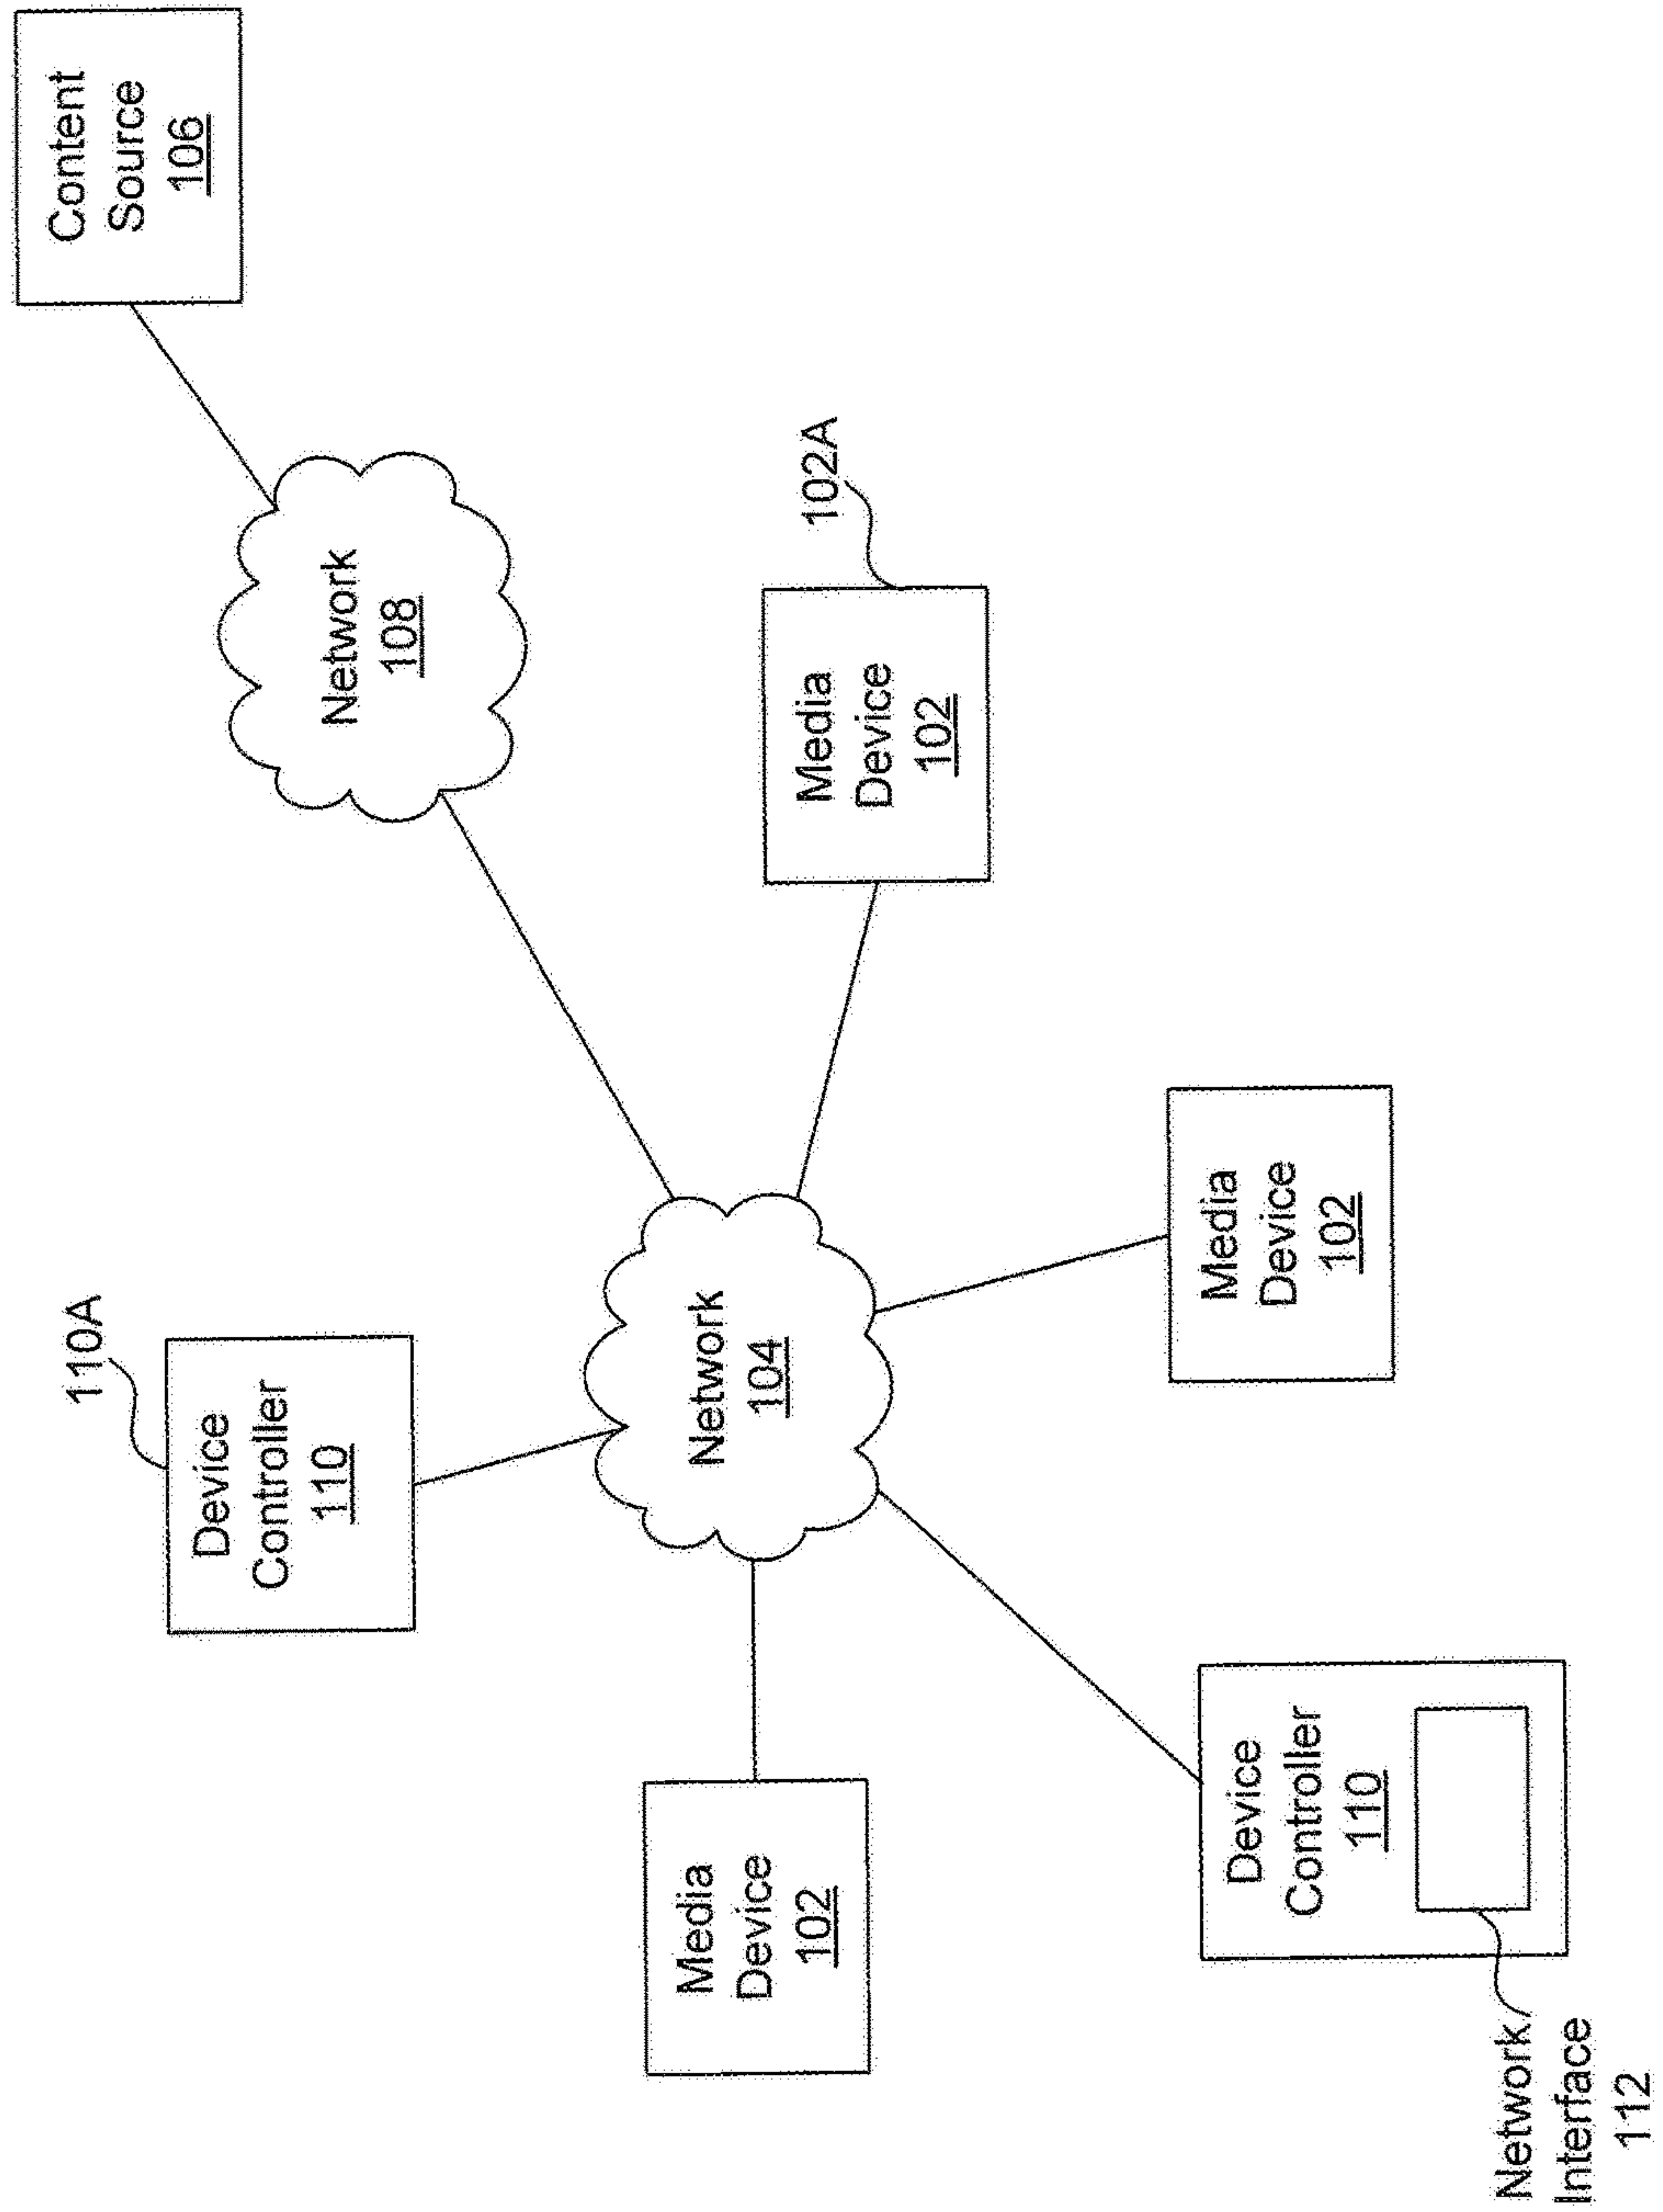 Content
Source
106
Network
108
102A
Media
Device
102
110A
Device
Controller
110
Network
104
Media
Device
102
Media
Device
102
Device
Controller
110
Network
Interface
112